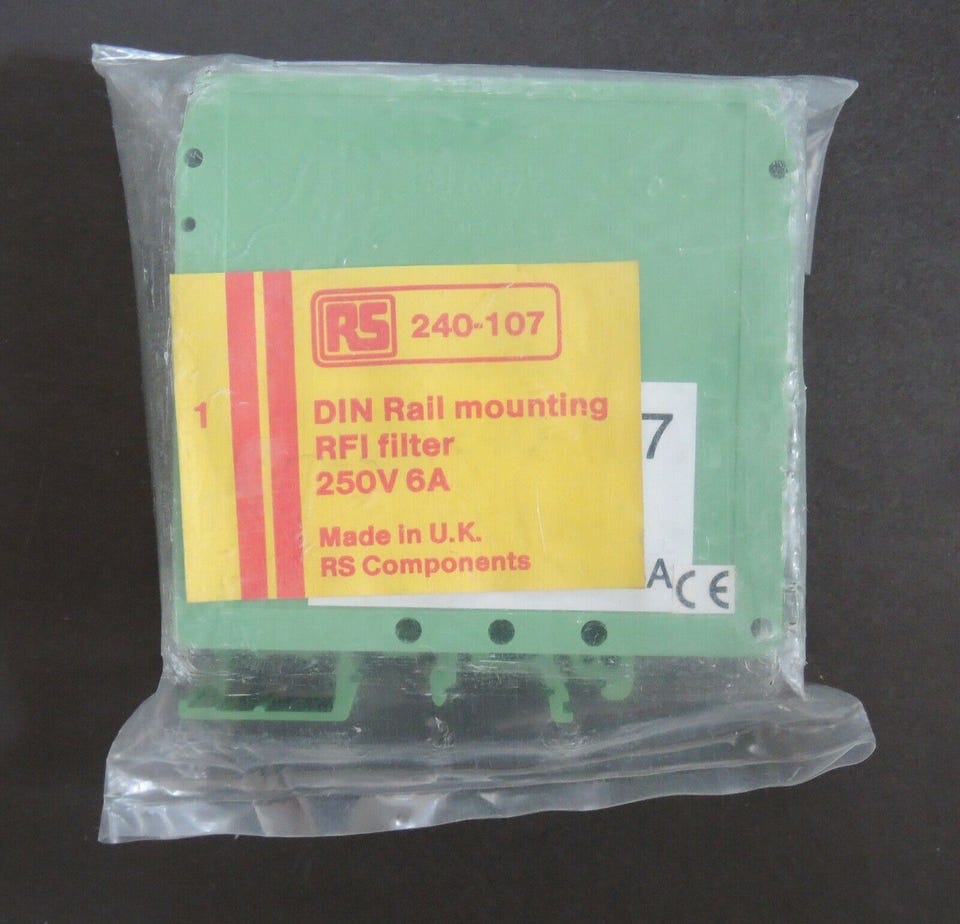 RS 240-107
1
DIN Rail mounting
RFI filter
250V 6A
Made in U.K.
RS Components
7
A
CE